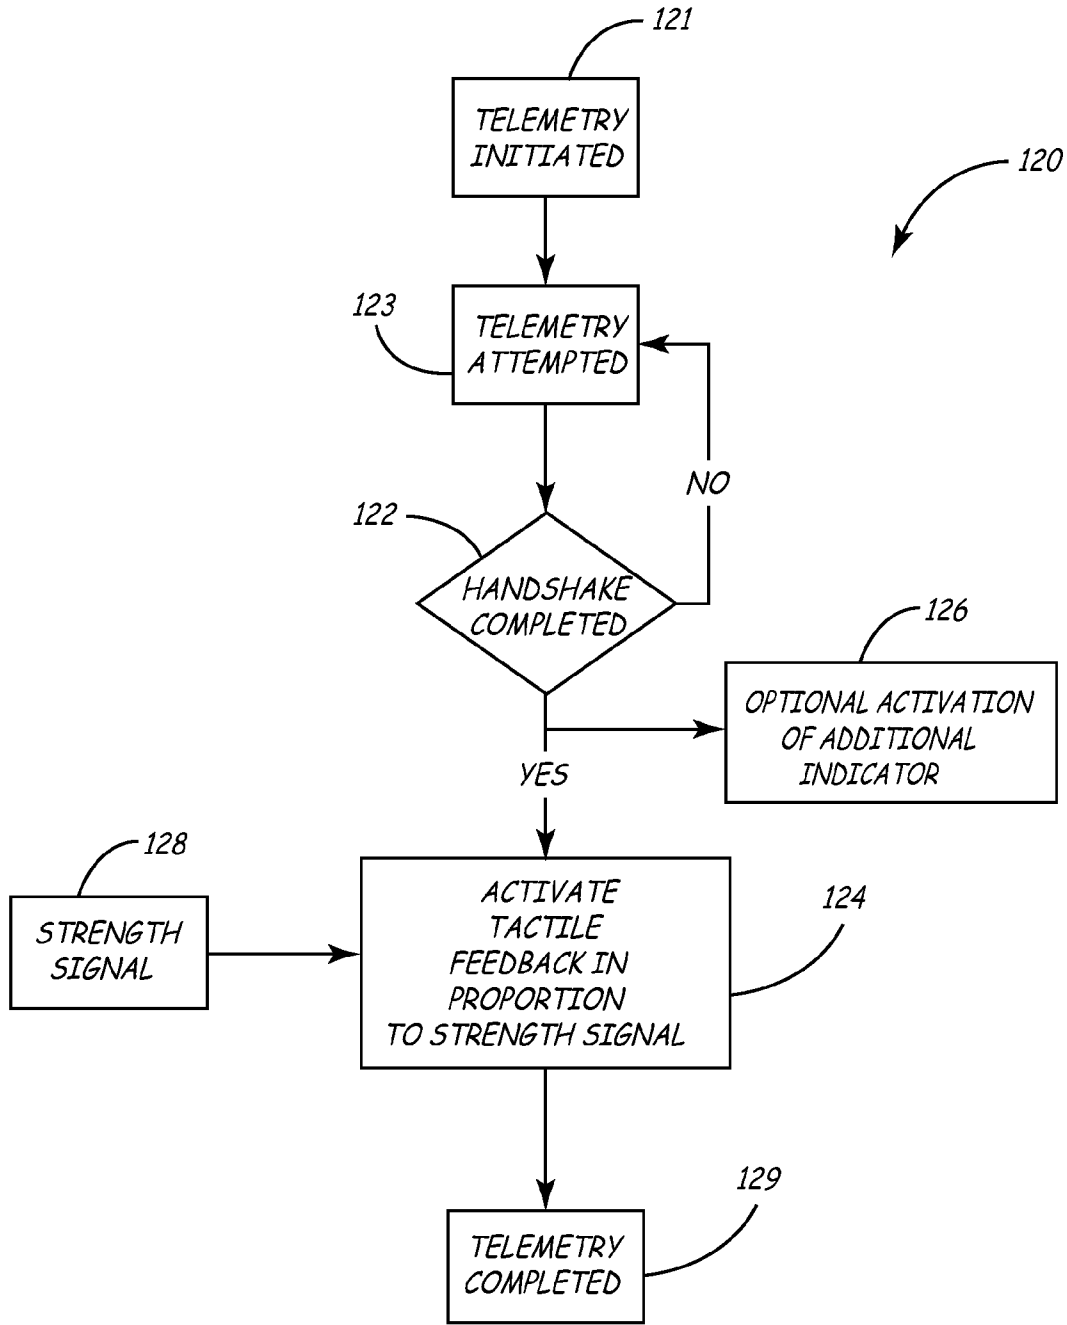 121
TELEMETRY
INITIATED
120
123
TELEMETRY
ATTEMPTED
NO
122
HANDSHAKE
COMPLETED
126
OPTIONAL ACTIVATION
OF ADDITIONAL
INDICATOR
YES
128
STRENGTH
SIGNAL
ACTIVATE
TACTILE
FEEDBACK IN
PROPORTION
TO STRENGTH SIGNAL
124
129
TELEMETRY
COMPLETED